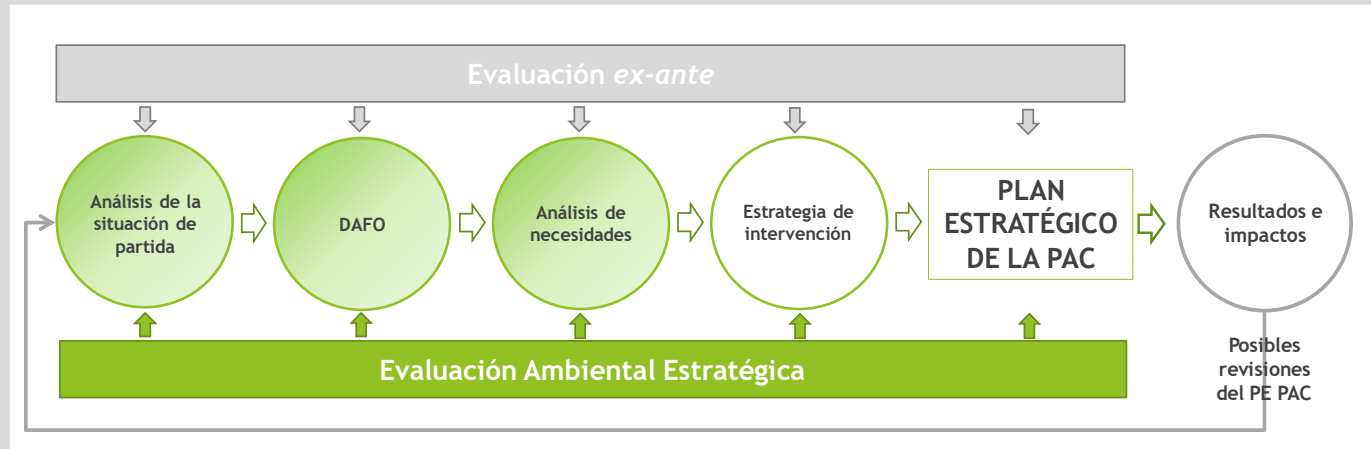 Evaluación ex-ante
Análisis de la
situación de
partida
DAFO
Análisis de
necesidades
Estrategia de
intervención
PLAN
ESTRATÉGICO
DE LA PAC
Resultados e
impactos
Evaluación Ambiental Estratégica
Posibles
revisiones
del PE PAC